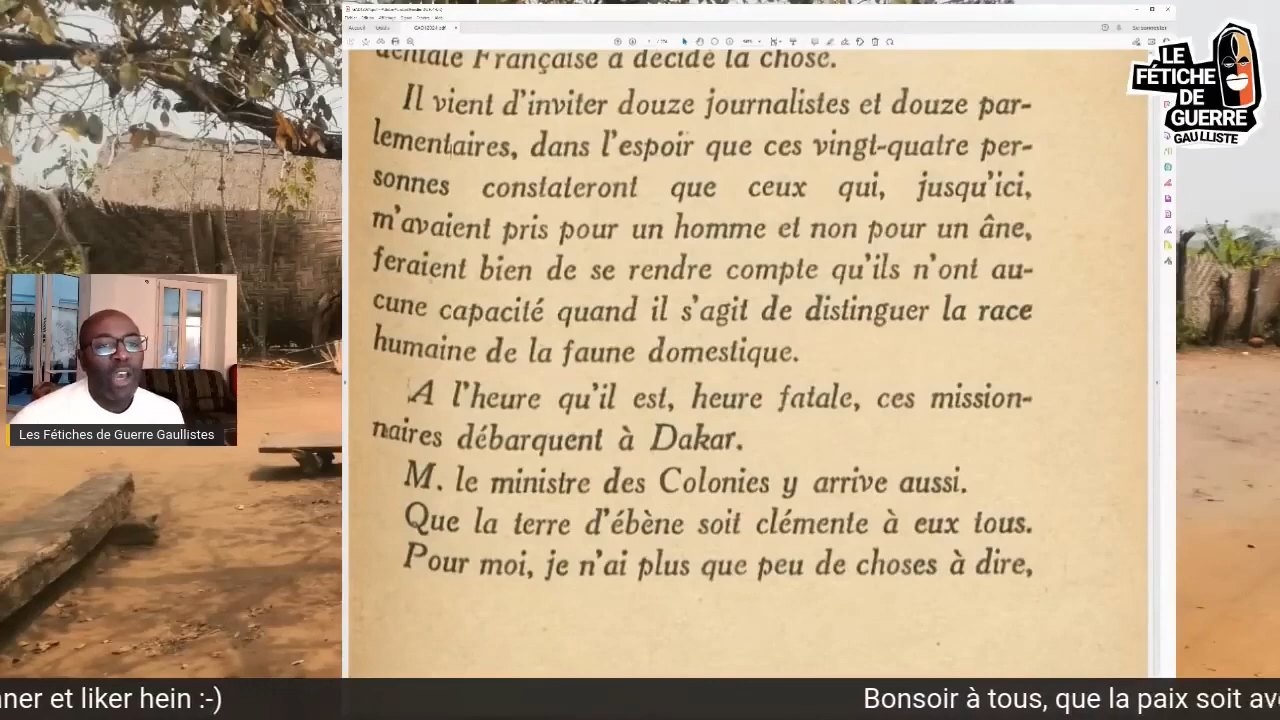 LE
FÉTICHE
DE
GUERRE
GAULLISTE
Française a décidé la chose.
Il vient d'inviter douze journalistes et douze par-
lementaires, dans l'espoir que ces vingt-quatre per-
sonnes constateront que ceux qui, jusqu'ici,
m'avaient pris pour un homme et non pour un âne,
feraient bien de se rendre compte qu'ils n'ont au-
cune capacité quand il s'agit de distinguer la race
humaine de la faune domestique.
A l'heure qu'il est, heure fatale, ces mission-
naires débarquent à Dakar.
M. le ministre des Colonies y arrive aussi.
Que la terre d'ébène soit clémente à eux tous.
Pour moi, je n'ai plus que peu de choses à dire,
Les Fétiches de Guerre Gaullistes
et liker hein :-)
Bonsoir à tous, que la paix soit